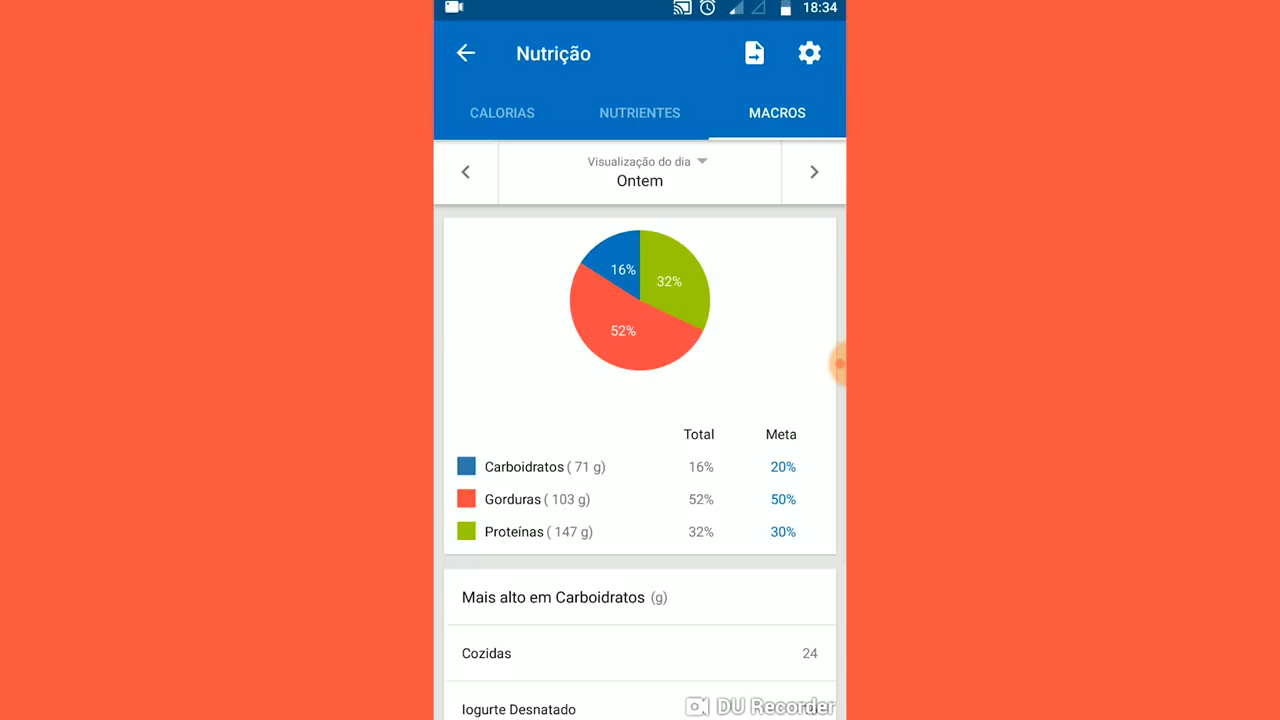 18:34
Nutrição
CALORIAS NUTRIENTES MACROS
Visualização do dia
Ontem
16%
32%
52%
Total Meta
Carboidratos ( 71 g) 16% 20%
Gorduras ( 103 g) 52% 50%
Proteínas ( 147 g) 32% 30%
Mais alto em Carboidratos (g)
Cozidas 24
Iogurte Desnatado
DU Recorder